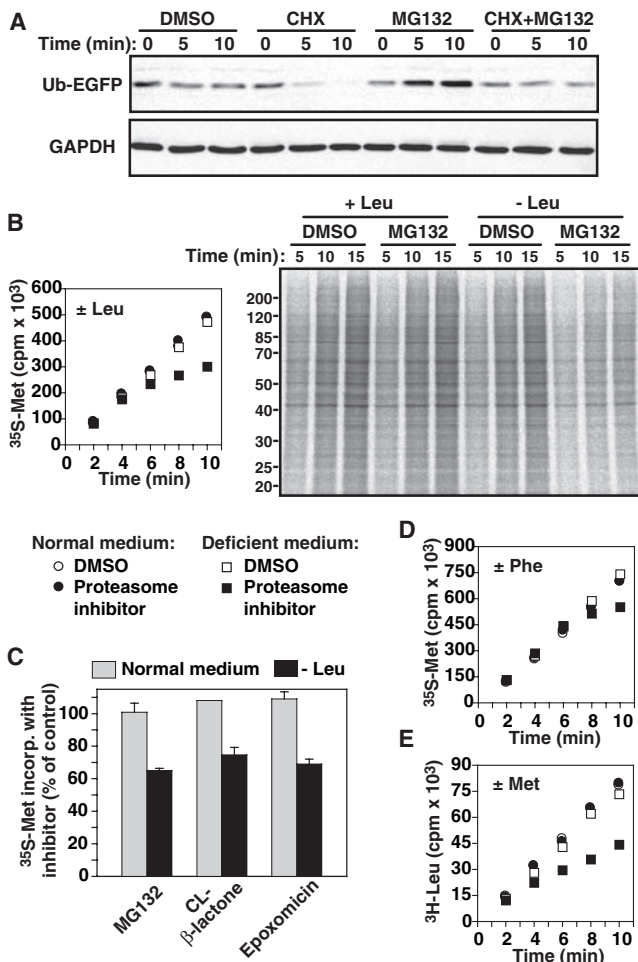 A
DMSO CHX MG132 CHX+MG132
Time (min): 0 5 10 0 5 10 0 5 10 0 5 10
Ub-EGFP
GAPDH
B
+ Leu - Leu
DMSO MG132 DMSO MG132
Time (min): 5 10 15 5 10 15 5 10 15 5 10 15
± Leu
35S-Met (cpm x 10³)
600
500
400
300
200
100
0
0 2 4 6 8 10
Time (min)
200
120
85
70
50
40
30
25
20
Normal medium: Deficient medium:
DMSO DMSO
Proteasome inhibitor Proteasome inhibitor
C
Normal medium - Leu
35S-Met incorp. with
inhibitor (% of control)
100
80
60
40
20
0
MG132
CL-
β-lactone
Epoxomicin
D
± Phe
35S-Met (cpm x 10³)
900
750
600
450
300
150
0
0 2 4 6 8 10
Time (min)
E
± Met
3H-Leu (cpm x 10³)
90
75
60
45
30
15
0
0 2 4 6 8 10
Time (min)